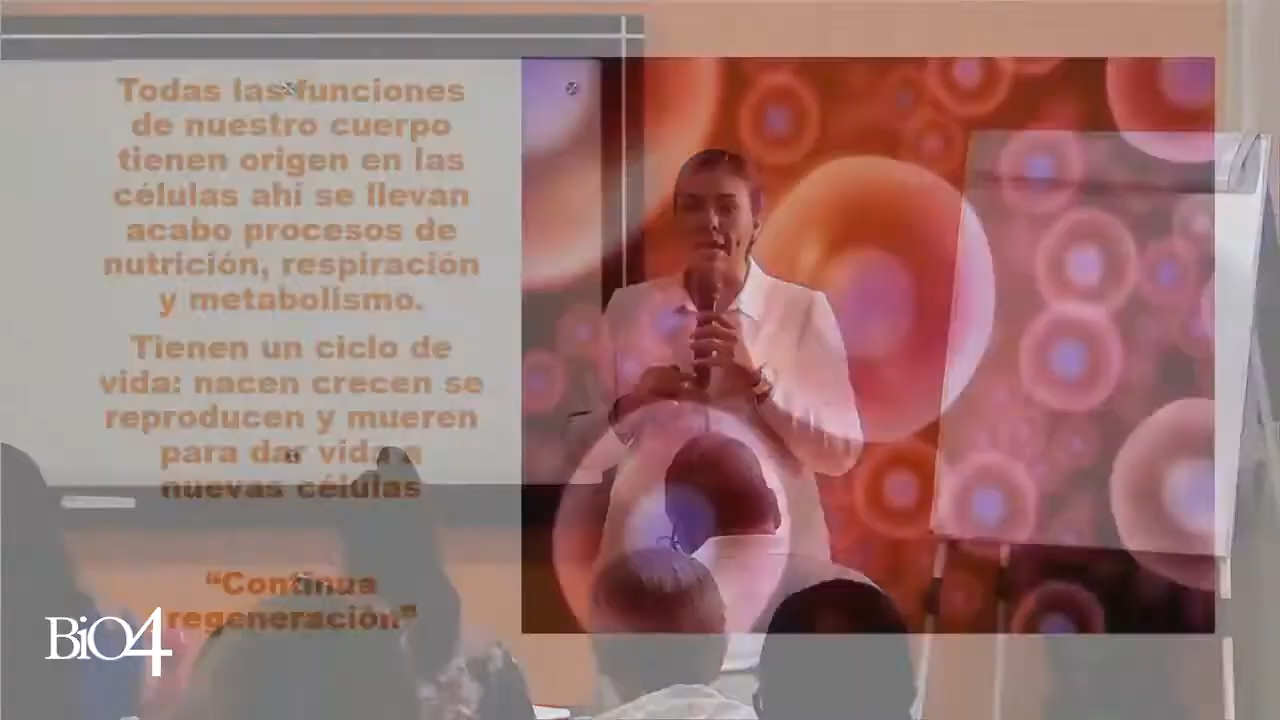 Todas las funciones
de nuestro cuerpo
tienen origen en las
células ahí se llevan
acabo procesos de
nutrición, respiración
y metabolismo.
Tienen un ciclo de
vida: nacen crecen se
reproducen y mueren
para dar vida a
nuevas células
“Continua
regeneración”
BiO4